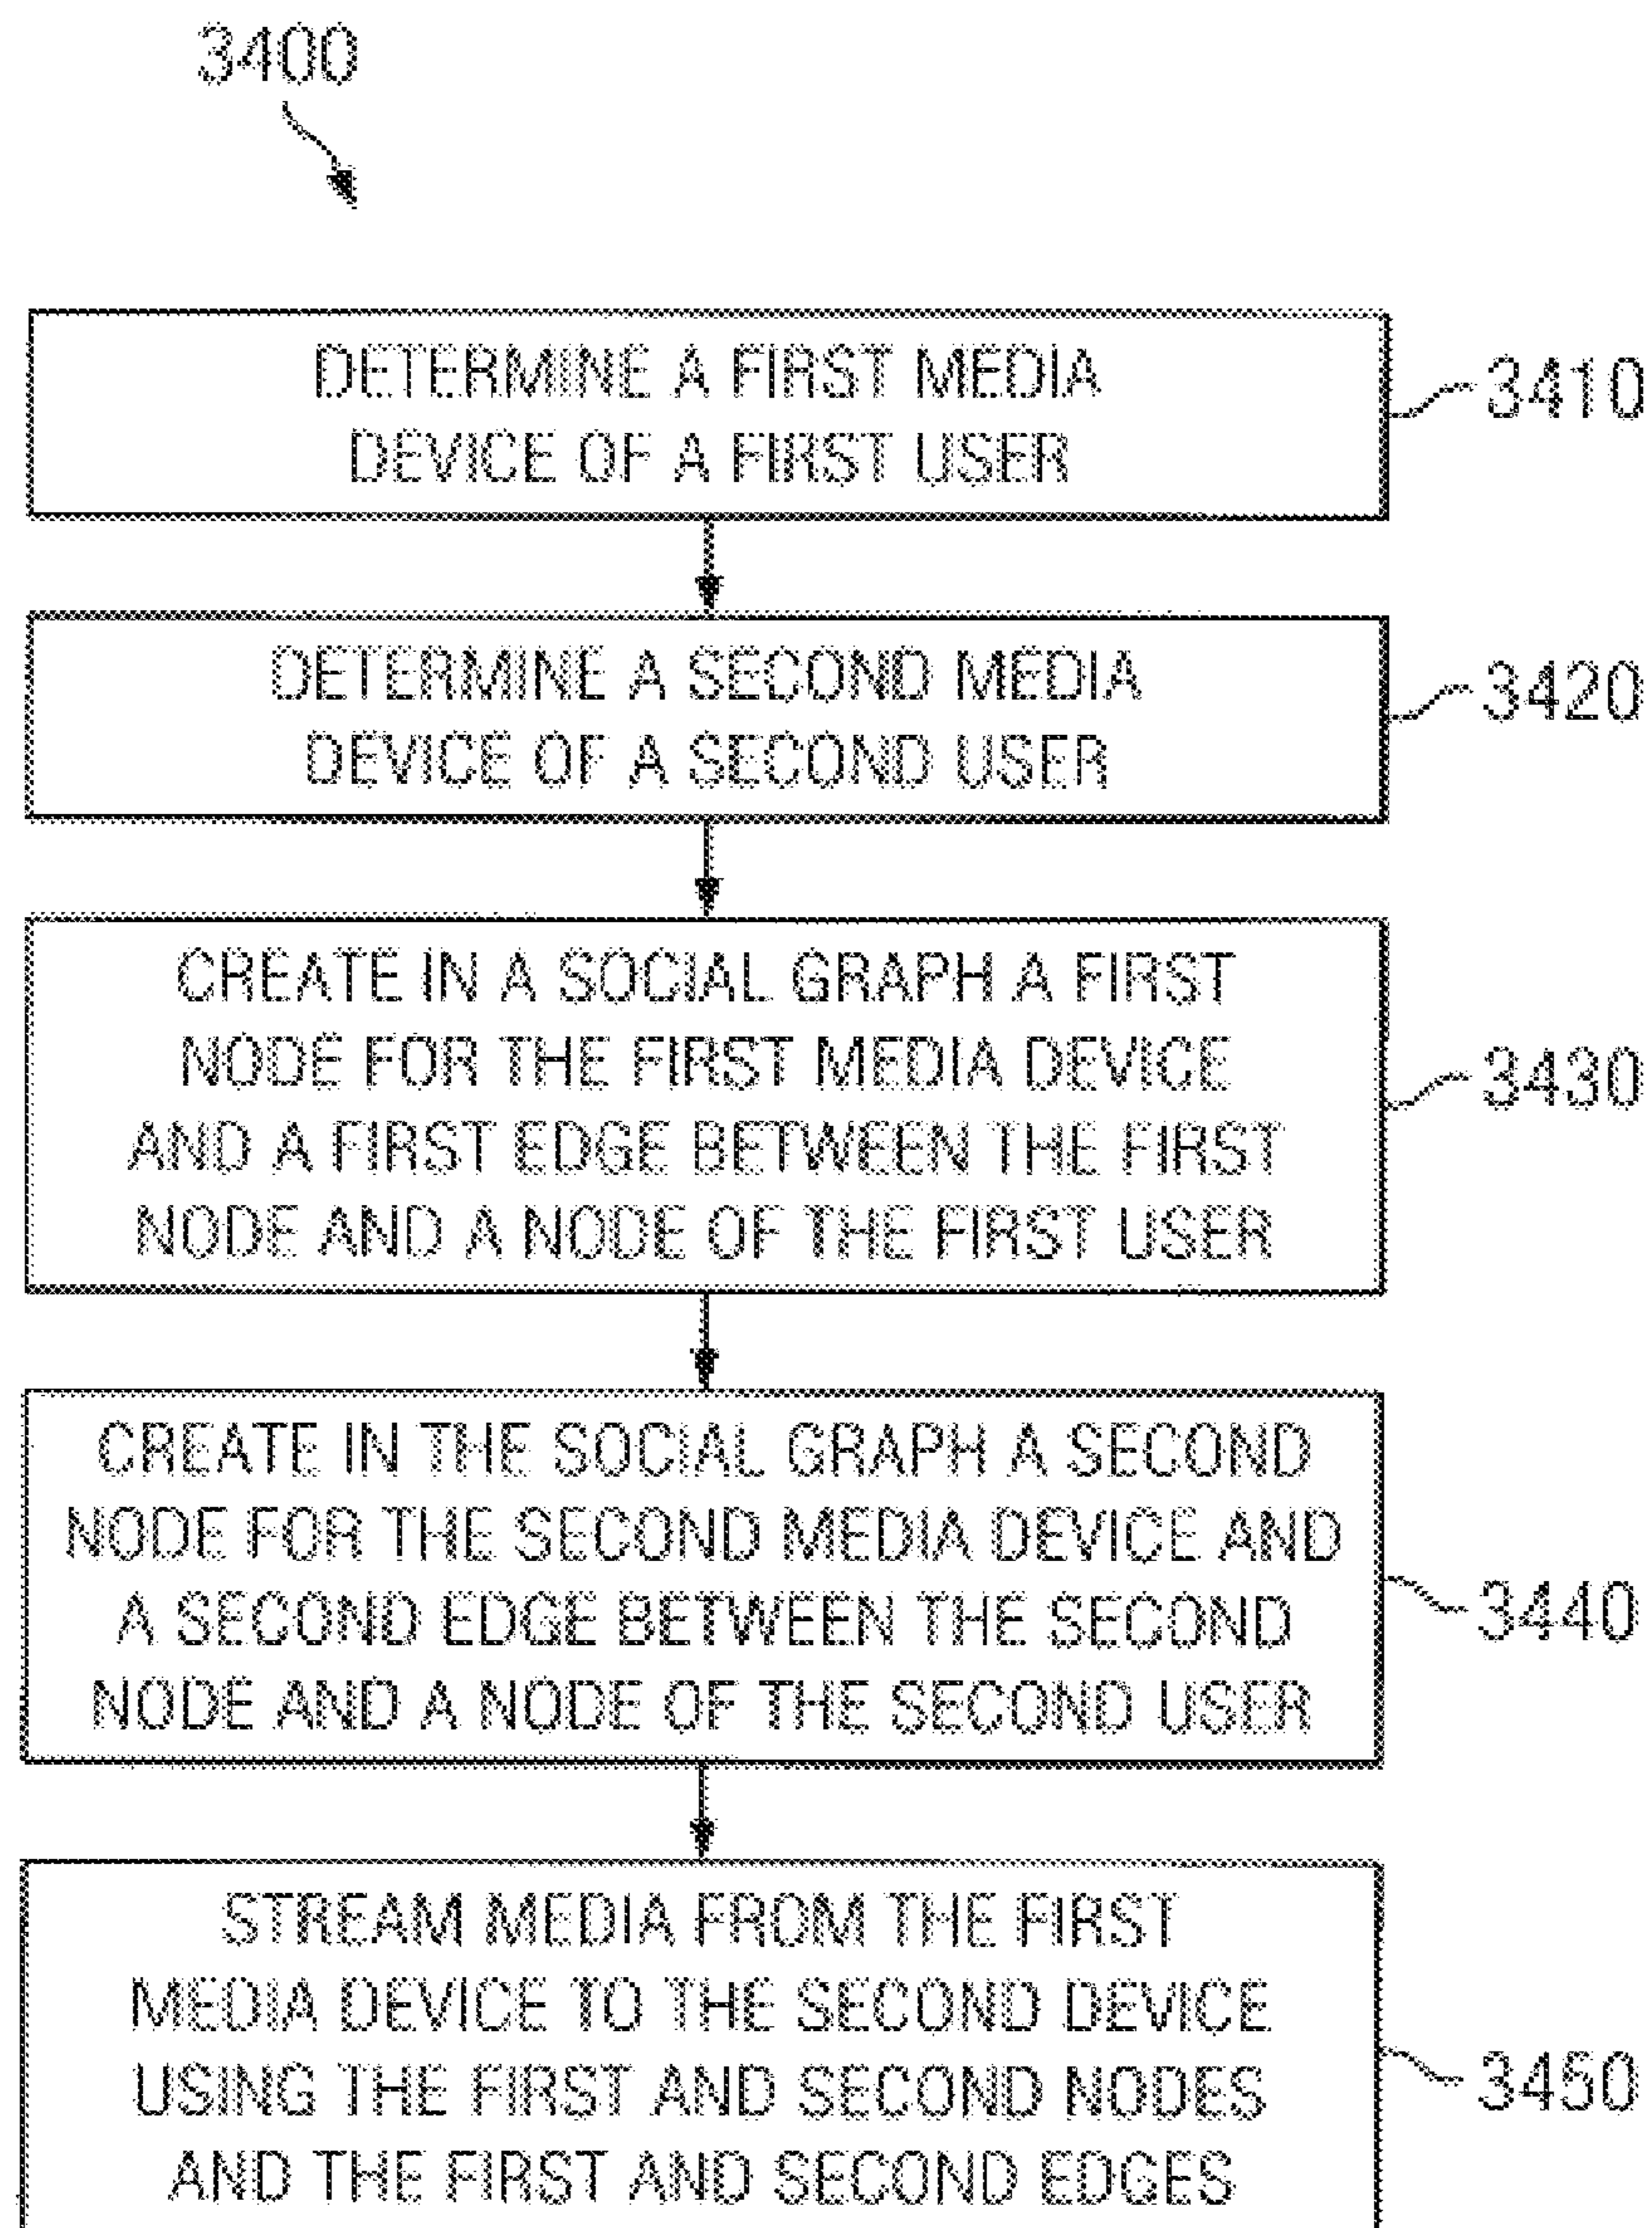 3400
DETERMINE A FIRST MEDIA
DEVICE OF A FIRST USER
3410
DETERMINE A SECOND MEDIA
DEVICE OF A SECOND USER
3420
CREATE IN A SOCIAL GRAPH A FIRST
NODE FOR THE FIRST MEDIA DEVICE
AND A FIRST EDGE BETWEEN THE FIRST
NODE AND A NODE OF THE FIRST USER
3430
CREATE IN THE SOCIAL GRAPH A SECOND
NODE FOR THE SECOND MEDIA DEVICE AND
A SECOND EDGE BETWEEN THE SECOND
NODE AND A NODE OF THE SECOND USER
3440
STREAM MEDIA FROM THE FIRST
MEDIA DEVICE TO THE SECOND DEVICE
USING THE FIRST AND SECOND NODES
AND THE FIRST AND SECOND EDGES
3450